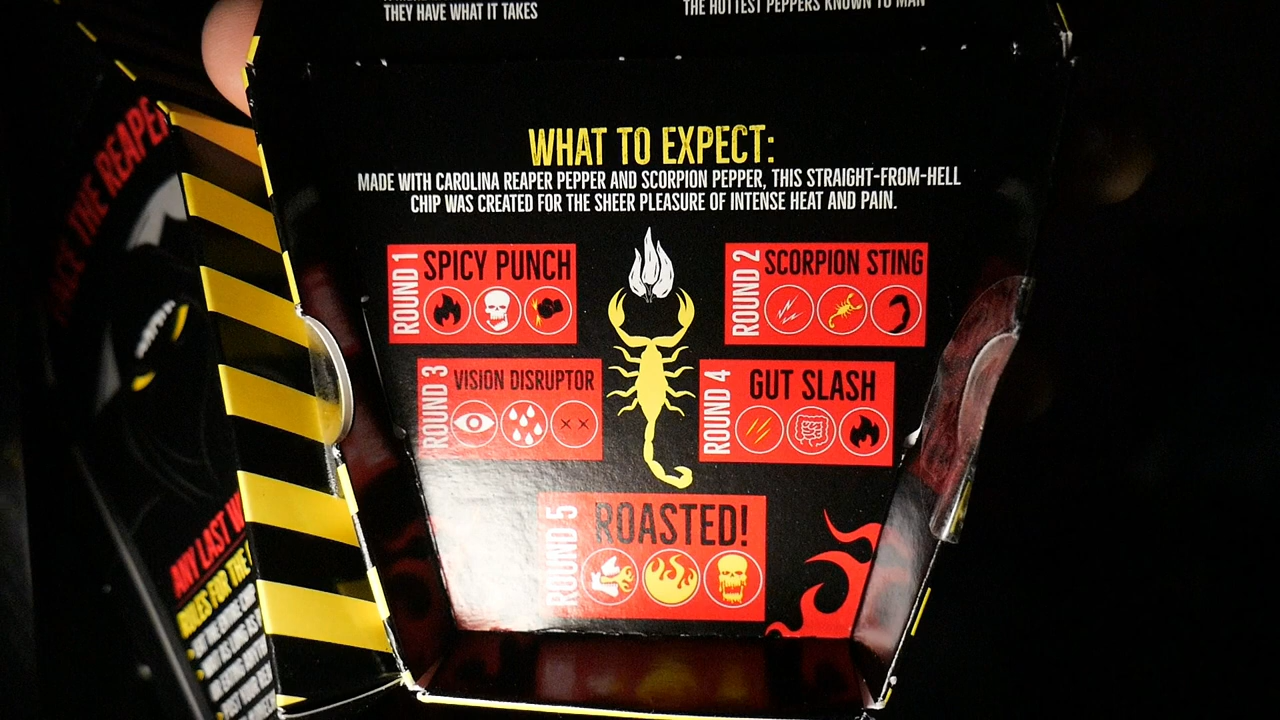 THEY HAVE WHAT IT TAKES
THE HOTTEST PEPPERS KNOWN TO MAN
WHAT TO EXPECT:
MADE WITH CAROLINA REAPER PEPPER AND SCORPION PEPPER, THIS STRAIGHT-FROM-HELL
CHIP WAS CREATED FOR THE SHEER PLEASURE OF INTENSE HEAT AND PAIN.
ROUND 1
SPICY PUNCH
ROUND 2
SCORPION STING
ROUND 3
VISION DISRUPTOR
ROUND 4
GUT SLASH
ROUND 5
ROASTED!
THE REAPER
ANY LAST
RULES FOR THE